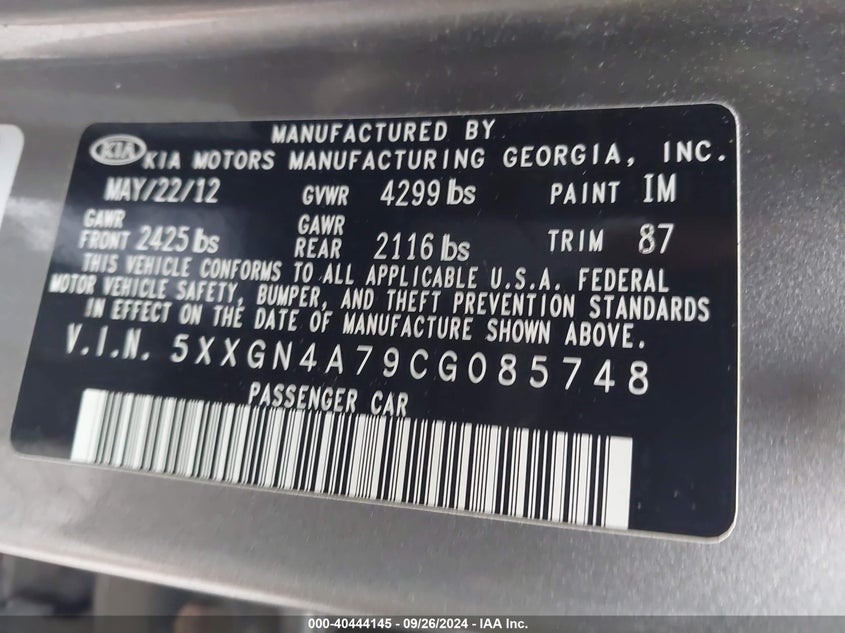 MANUFACTURED BY
KIA KIA MOTORS MANUFACTURING GEORGIA, INC.
MAY/22/12 GVWR 4299 lbs PAINT IM
GAWR FRONT 2425 lbs GAWR REAR 2116 lbs TRIM 87
THIS VEHICLE CONFORMS TO ALL APPLICABLE U.S.A. FEDERAL
MOTOR VEHICLE SAFETY, BUMPER, AND THEFT PREVENTION STANDARDS
IN EFFECT ON THE DATE OF MANUFACTURE SHOWN ABOVE.
V.I.N. 5XXGN4A79CG085748
PASSENGER CAR
000-40444145 - 09/26/2024 - IAA Inc.